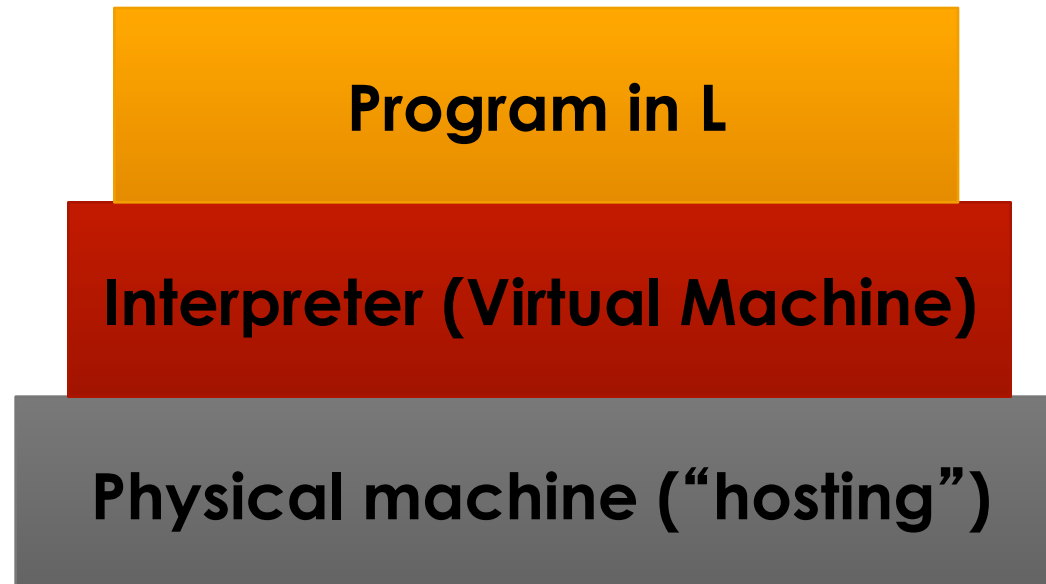 Program in L
Interpreter (Virtual Machine)
Physical machine (“hosting”)